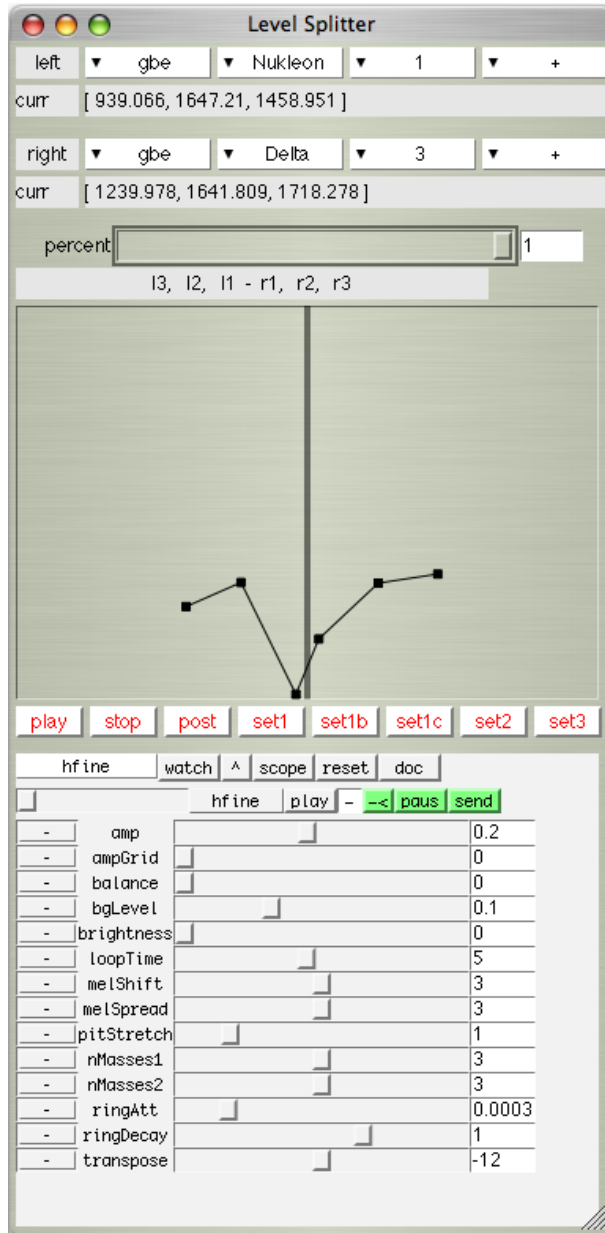 Level Splitter
left ▼ gbe ▼ Nukleon ▼ 1 ▼ +
curr [ 939.066, 1647.21, 1458.951 ]
right ▼ gbe ▼ Delta ▼ 3 ▼ +
curr [ 1239.978, 1641.809, 1718.278 ]
percent 1
l3, l2, l1 - r1, r2, r3
play stop post set1 set1b set1c set2 set3
hfine watch ^ scope reset doc
hfine play - -< paus send
- amp 0.2
- ampGrid 0
- balance 0
- bgLevel 0.1
- brightness 0
- loopTime 5
- melShift 3
- melSpread 3
- pitStretch 1
- nMasses1 3
- nMasses2 3
- ringAtt 0.0003
- ringDecay 1
- transpose -12